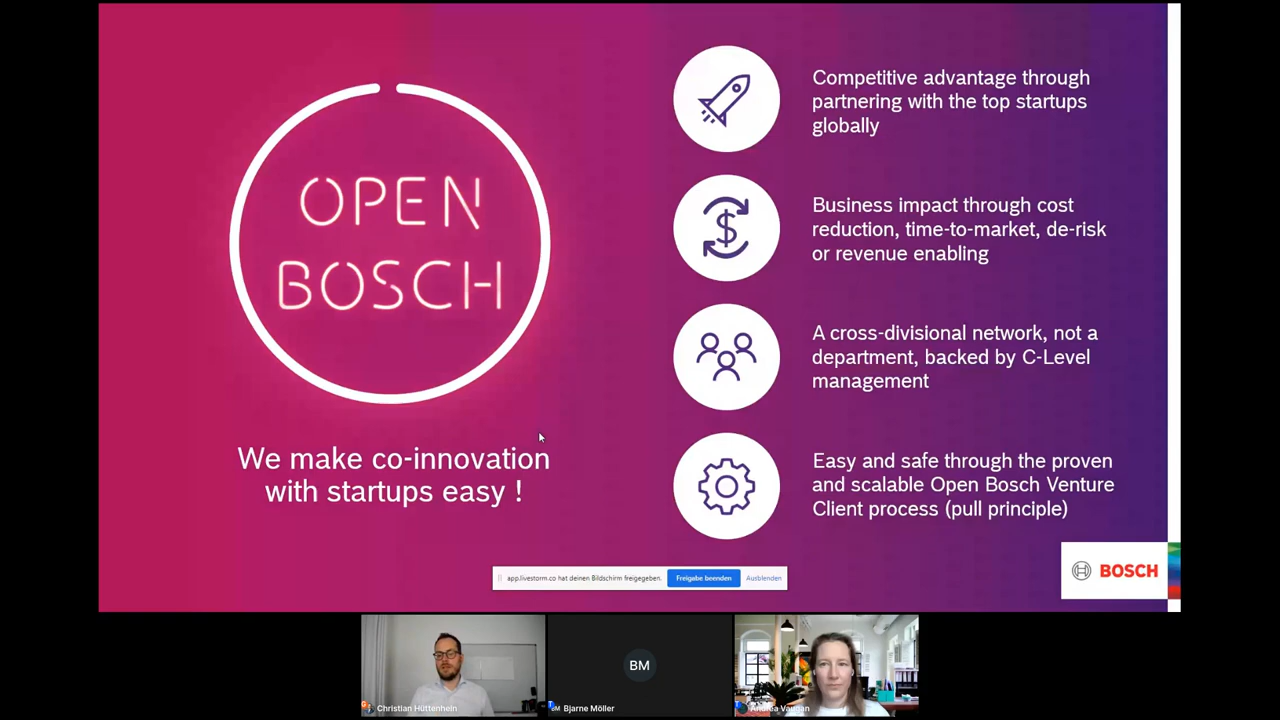 OPEN
BOSCH
We make co-innovation
with startups easy !
Competitive advantage through
partnering with the top startups
globally
Business impact through cost
reduction, time-to-market, de-risk
or revenue enabling
A cross-divisional network, not a
department, backed by C-Level
management
Easy and safe through the proven
and scalable Open Bosch Venture
Client process (pull principle)
BOSCH
app.livestorm.co hat deinen Bildschirm freigegeben.
Freigabe beenden
Ausblenden
Christian Hüttenhein
BM
BM Bjarne Möller
Andrea Vaugan